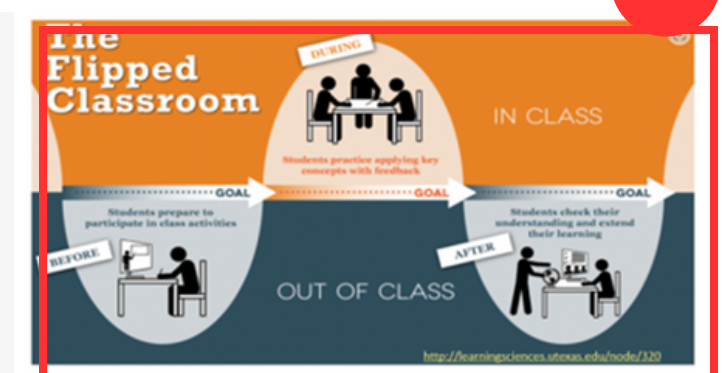 The
Flipped
Classroom
DURING
IN CLASS
Students practice applying key
concepts with feedback
GOAL
GOAL
GOAL
Students prepare to
participate in class activities
Students check their
understanding and extend
their learning
BEFORE
AFTER
OUT OF CLASS
http://learningsciences.utexas.edu/node/320